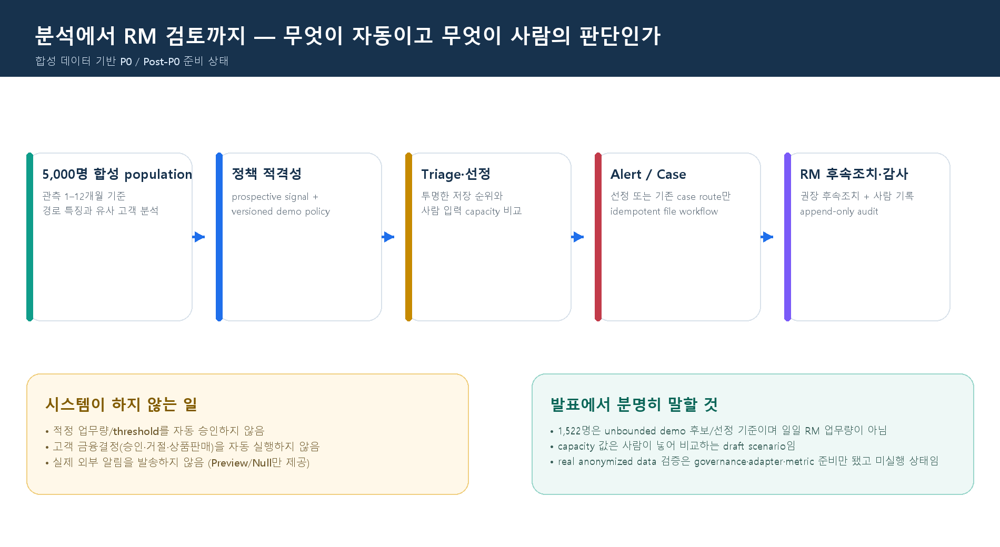 분석에서 RM 검토까지 — 무엇이 자동이고 무엇이 사람의 판단인가
합성 데이터 기반 P0 / Post-P0 준비 상태
5,000명 합성 population
관측 1–12개월 기준
경로 특징과 유사 고객 분석
정책 적격성
prospective signal +
versioned demo policy
Triage·선정
투명한 저장 순위와
사람 입력 capacity 비교
Alert / Case
선정 또는 기존 case route만
idempotent file workflow
RM 후속조치·감사
권장 후속조치 + 사람 기록
append-only audit
시스템이 하지 않는 일
• 적정 업무량/threshold를 자동 승인하지 않음
• 고객 금융결정(승인·거절·상품판매)을 자동 실행하지 않음
• 실제 외부 알림을 발송하지 않음 (Preview/Null만 제공)
발표에서 분명히 말할 것
• 1,522명은 unbounded demo 후보/선정 기준이며 일일 RM 업무량이 아님
• capacity 값은 사람이 넣어 비교하는 draft scenario임
• real anonymized data 검증은 governance·adapter·metric 준비만 됐고 미실행 상태임